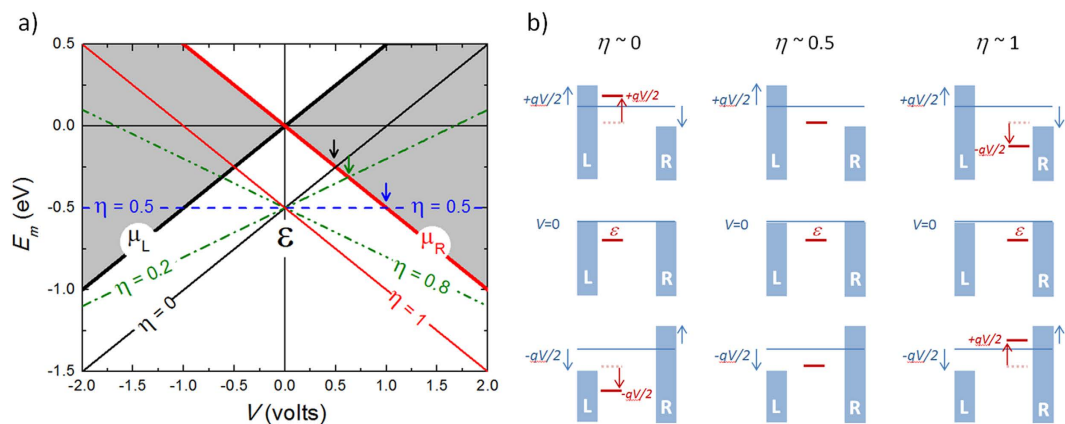 a)
0.5
0.0
-0.5
-1.0
-1.5
E_m (eV)
η = 0.5
η = 0.5
μ_L
ε
μ_R
η = 0.2
η = 0
η = 1
η = 0.8
-2.0 -1.5 -1.0 -0.5 0.0 0.5 1.0 1.5 2.0
V (volts)
b)
η ~ 0
η ~ 0.5
η ~ 1
+qV/2
+qV/2
L
R
+qV/2
L
R
+qV/2
-qV/2
L
R
V=0
ε
L
R
V=0
ε
L
R
V=0
ε
L
R
-qV/2
-qV/2
L
R
-qV/2
L
R
-qV/2
+qV/2
L
R